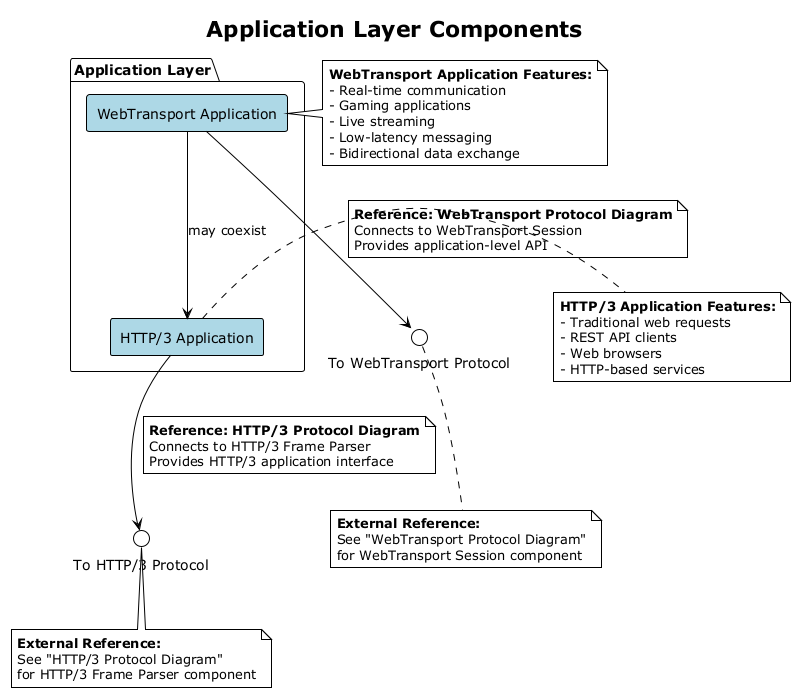 Application Layer Components
Application Layer
WebTransport Application
WebTransport Application Features:
- Real-time communication
- Gaming applications
- Live streaming
- Low-latency messaging
- Bidirectional data exchange
may coexist
Reference: WebTransport Protocol Diagram
Connects to WebTransport Session
Provides application-level API
HTTP/3 Application
HTTP/3 Application Features:
- Traditional web requests
- REST API clients
- Web browsers
- HTTP-based services
To WebTransport Protocol
Reference: HTTP/3 Protocol Diagram
Connects to HTTP/3 Frame Parser
Provides HTTP/3 application interface
External Reference:
See "WebTransport Protocol Diagram"
for WebTransport Session component
To HTTP/3 Protocol
External Reference:
See "HTTP/3 Protocol Diagram"
for HTTP/3 Frame Parser component